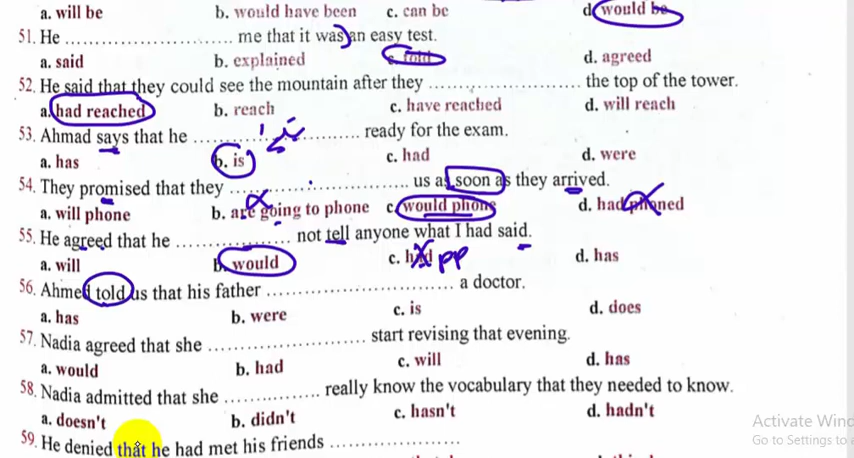 a. will be b. would have been c. can be d. would be
51. He .................................. me that it was an easy test.
a. said b. explained c. told d. agreed
52. He said that they could see the mountain after they .................................. the top of the tower.
a. had reached b. reach c. have reached d. will reach
53. Ahmad says that he .................................. ready for the exam.
a. has b. is c. had d. were
54. They promised that they .................................. us as soon as they arrived.
a. will phone b. are going to phone c. would phone d. had phoned
55. He agreed that he .................................. not tell anyone what I had said.
a. will b. would c. had pp d. has
56. Ahmed told us that his father .................................. a doctor.
a. has b. were c. is d. does
57. Nadia agreed that she .................................. start revising that evening.
a. would b. had c. will d. has
58. Nadia admitted that she .................... really know the vocabulary that they needed to know.
a. doesn't b. didn't c. hasn't d. hadn't
59. He denied that he had met his friends ..........................
Activate Wind
Go to Settings to